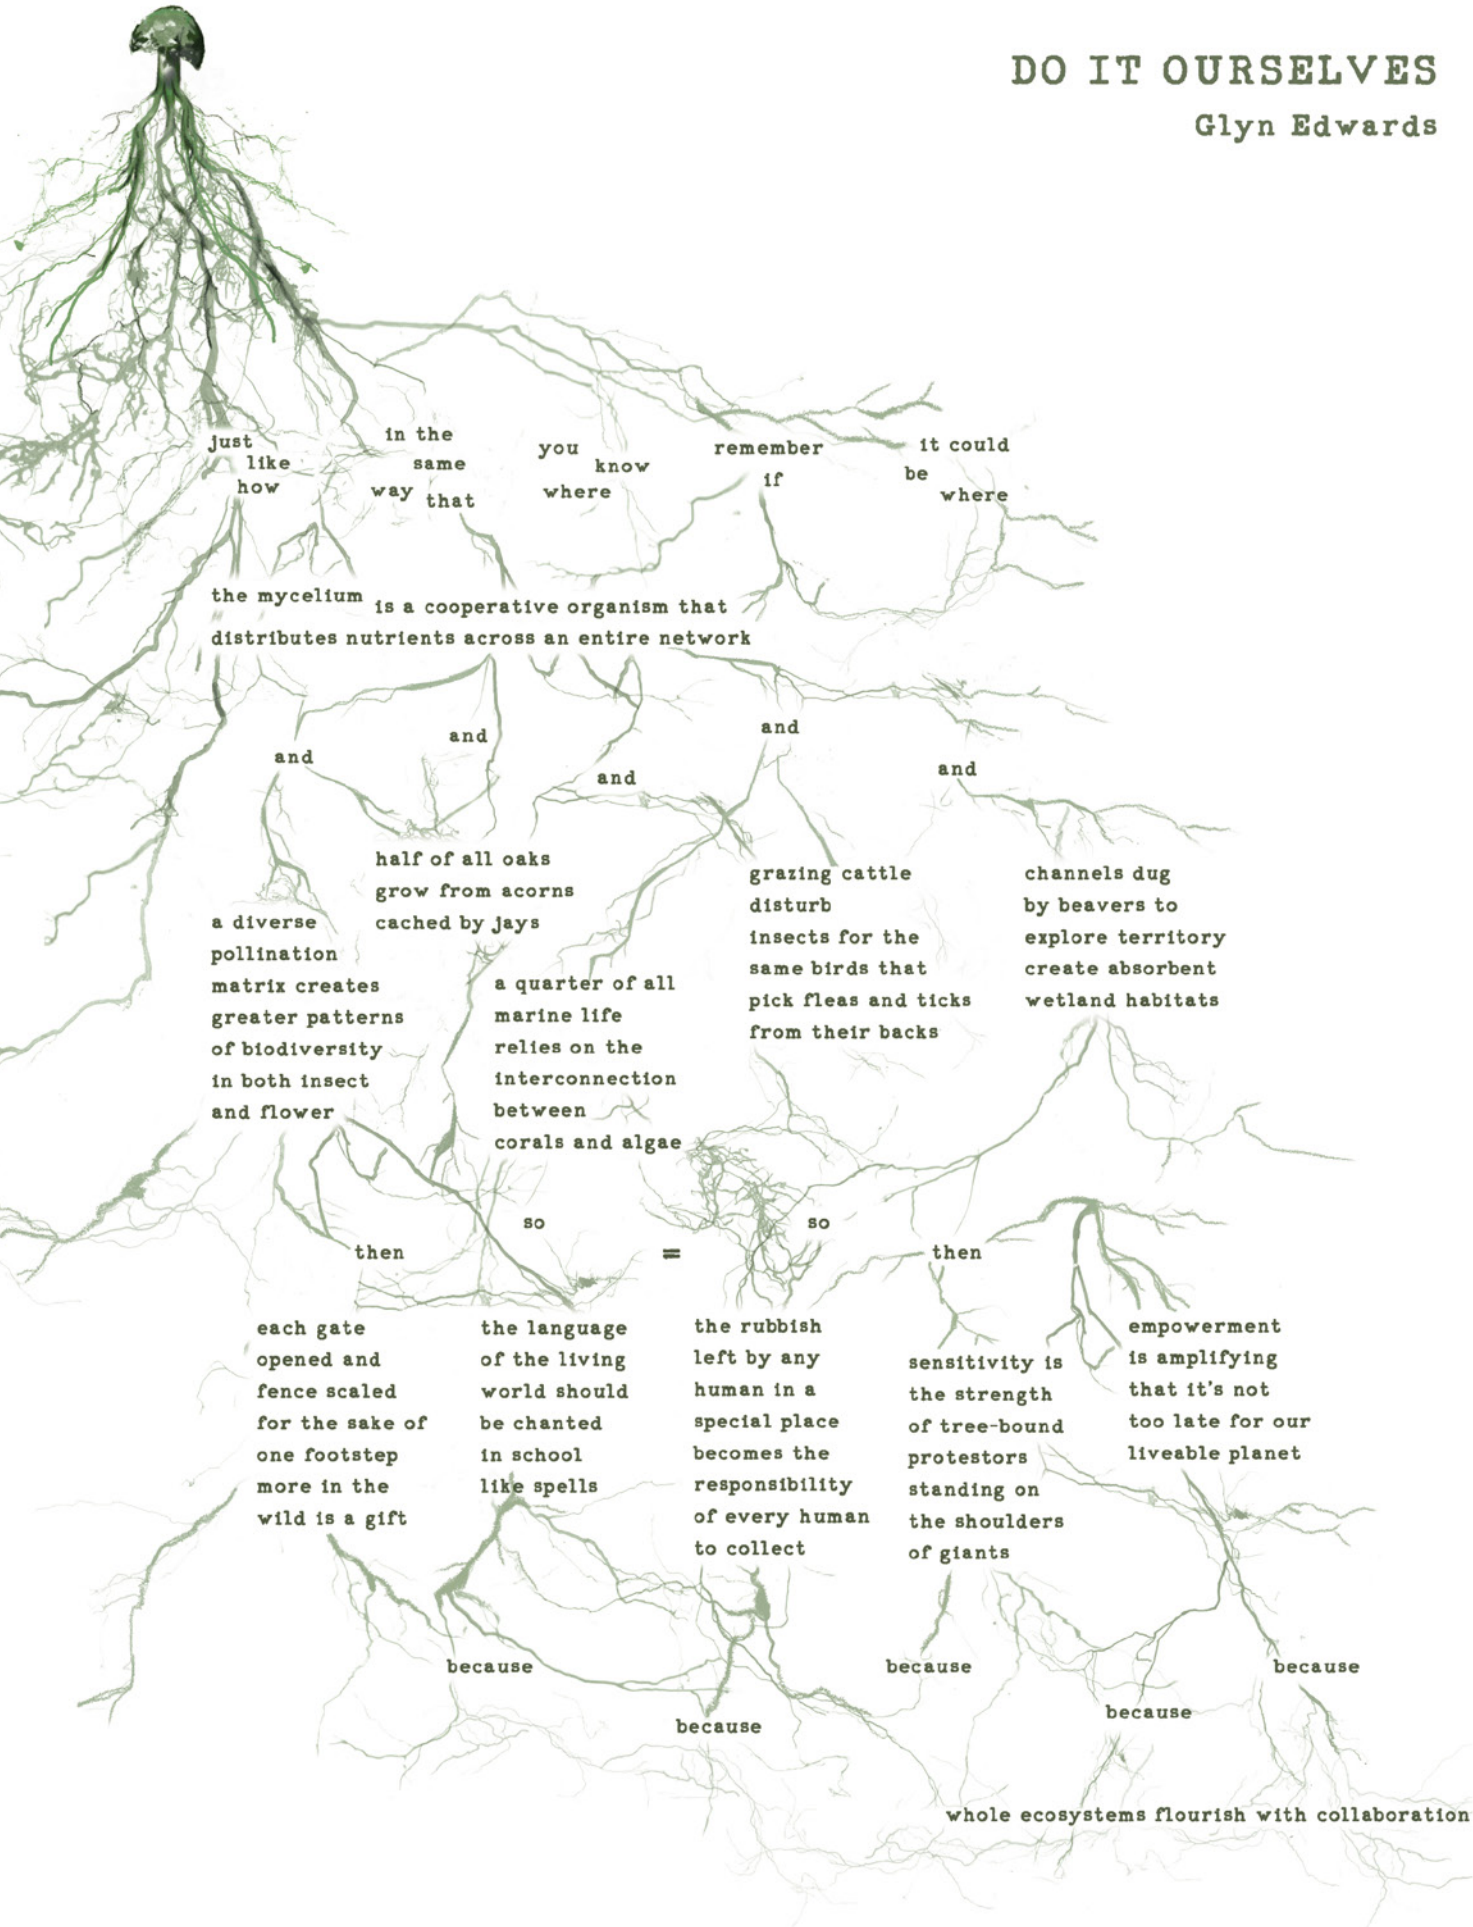 DO IT OURSELVES
Glyn Edwards
just
like
how
in the
same
way that
you
know
where
remember
if
it could
be
where
the mycelium is a cooperative organism that
distributes nutrients across an entire network
and
and
and
and
and
a diverse
pollination
matrix creates
greater patterns
of biodiversity
in both insect
and flower
half of all oaks
grow from acorns
cached by jays
a quarter of all
marine life
relies on the
interconnection
between
corals and algae
grazing cattle
disturb
insects for the
same birds that
pick fleas and ticks
from their backs
channels dug
by beavers to
explore territory
create absorbent
wetland habitats
then
so
=
so
then
each gate
opened and
fence scaled
for the sake of
one footstep
more in the
wild is a gift
the language
of the living
world should
be chanted
in school
like spells
the rubbish
left by any
human in a
special place
becomes the
responsibility
of every human
to collect
sensitivity is
the strength
of tree-bound
protestors
standing on
the shoulders
of giants
empowerment
is amplifying
that it's not
too late for our
liveable planet
because
because
because
because
because
whole ecosystems flourish with collaboration